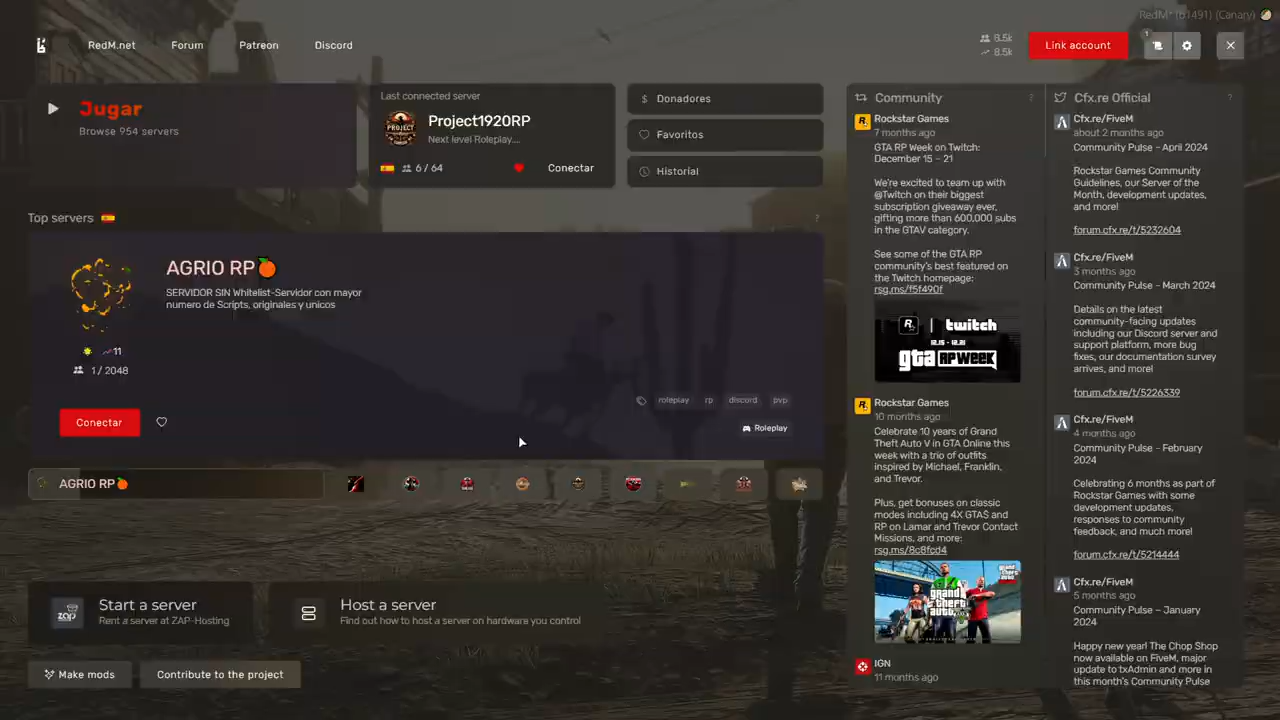 RedM* (b1491) (Canary)
RedM.net
Forum
Patreon
Discord
8.5k
8.5k
Link account
1
Jugar
Browse 954 servers
Last connected server
Project1920RP
Next level Roleplay....
6 / 64
Conectar
$ Donadores
Favoritos
Historial
Top servers
?
AGRIO RP
SERVIDOR SIN Whitelist-Servidor con mayor
numero de Scripts, originales y unicos
11
1 / 2048
Conectar
roleplay
rp
discord
pvp
Roleplay
AGRIO RP
Start a server
Rent a server at ZAP-Hosting
zap
Host a server
Find out how to host a server on hardware you control
Make mods
Contribute to the project
Community
?
Rockstar Games
7 months ago
GTA RP Week on Twitch:
December 15 – 21
We're excited to team up with
@Twitch on their biggest
subscription giveaway ever,
gifting more than 600,000 subs
in the GTAV category.
See some of the GTA RP
community's best featured on
the Twitch homepage:
rsg.ms/f5f490f
twitch
12.15 - 12.21
gta RP WEEK
Rockstar Games
10 months ago
Celebrate 10 years of Grand
Theft Auto V in GTA Online this
week with a trio of outfits
inspired by Michael, Franklin,
and Trevor.
Plus, get bonuses on classic
modes including 4X GTA$ and
RP on Lamar and Trevor Contact
Missions, and more:
rsg.ms/8c8fcd4
grand
theft
auto
IGN
11 months ago
Cfx.re Official
?
Cfx.re/FiveM
about 2 months ago
Community Pulse – April 2024
Rockstar Games Community
Guidelines, our Server of the
Month, development updates,
and more!
forum.cfx.re/t/5232604
Cfx.re/FiveM
3 months ago
Community Pulse – March 2024
Details on the latest
community-facing updates
including our Discord server
and support platform, more bug
fixes, our documentation survey
arrives, and more!
forum.cfx.re/t/5226339
Cfx.re/FiveM
4 months ago
Community Pulse – February
2024
Celebrating 6 months as part of
Rockstar Games with some
development updates,
responses to community
feedback, and much more!
forum.cfx.re/t/5214444
Cfx.re/FiveM
5 months ago
Community Pulse – January
2024
Happy new year! The Chop Shop
now available on FiveM, major
update to txAdmin and more in
this month's Community Pulse